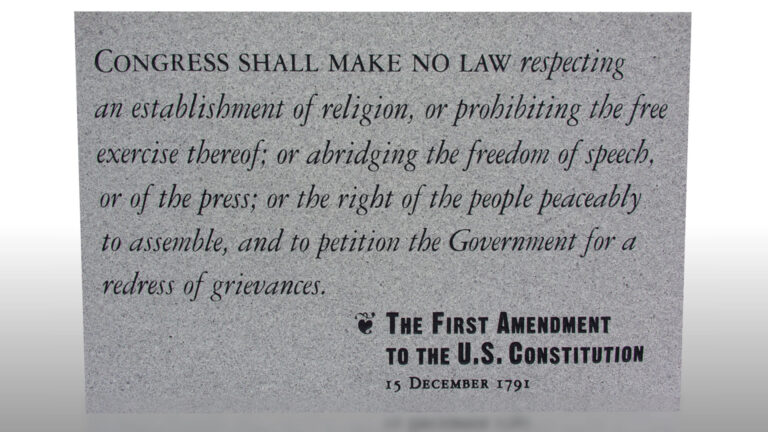 CONGRESS SHALL MAKE NO LAW respecting
an establishment of religion, or prohibiting the free
exercise thereof; or abridging the freedom of speech,
or of the press; or the right of the people peaceably
to assemble, and to petition the Government for a
redress of grievances.
THE FIRST AMENDMENT
TO THE U.S. CONSTITUTION
15 DECEMBER 1791